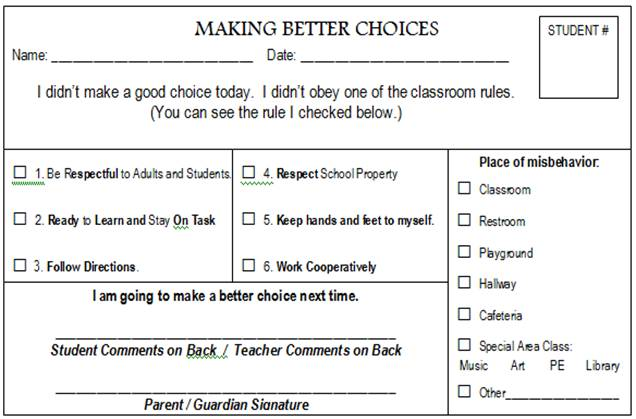 MAKING BETTER CHOICES
STUDENT #
Name: ____________________________ Date: ____________________________
I didn't make a good choice today. I didn't obey one of the classroom rules.
(You can see the rule I checked below.)
☐ 1. Be Respectful to Adults and Students.
☐ 2. Ready to Learn and Stay On Task
☐ 3. Follow Directions.
☐ 4. Respect School Property
☐ 5. Keep hands and feet to myself.
☐ 6. Work Cooperatively
Place of misbehavior:
☐ Classroom
☐ Restroom
☐ Playground
☐ Hallway
☐ Cafeteria
☐ Special Area Class:
Music Art PE Library
☐ Other________________
I am going to make a better choice next time.
Student Comments on Back / Teacher Comments on Back
Parent / Guardian Signature